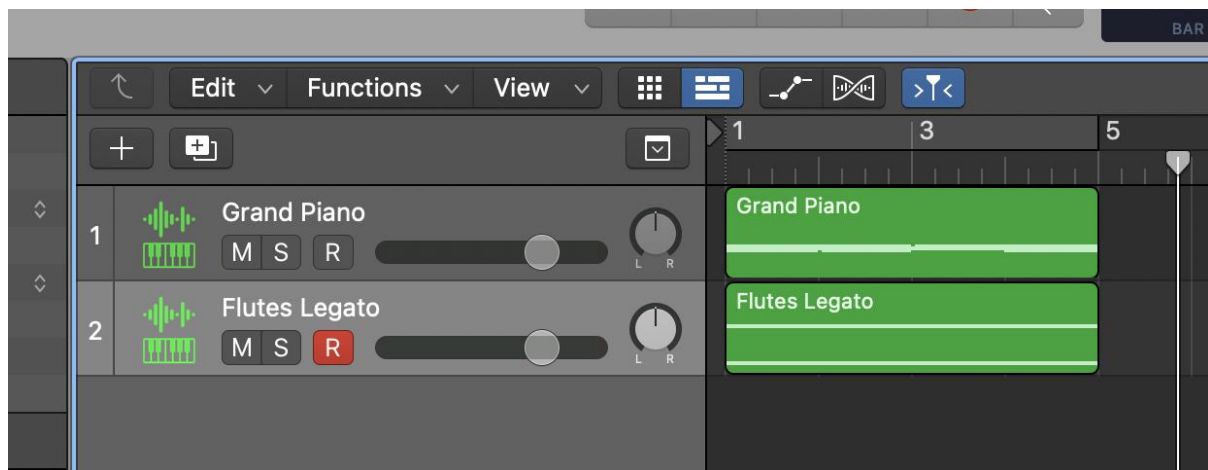 BAR
Edit Functions View
1 3 5
1 Grand Piano
M S R
L R
Grand Piano
2 Flutes Legato
M S R
L R
Flutes Legato